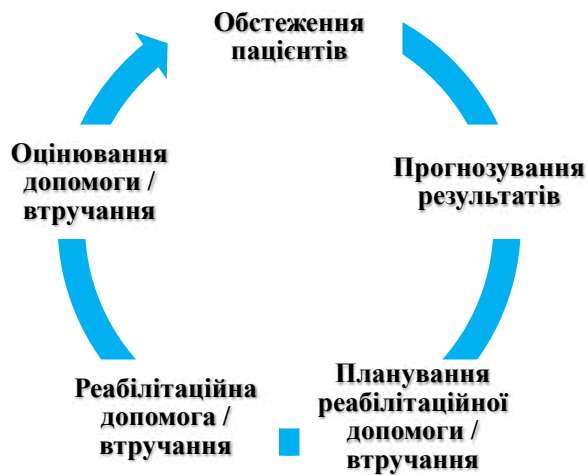 Обстеження
пацієнтів
Прогнозування
результатів
Планування
реабілітаційної
допомоги /
втручання
Реабілітаційна
допомога /
втручання
Оцінювання
допомоги /
втручання